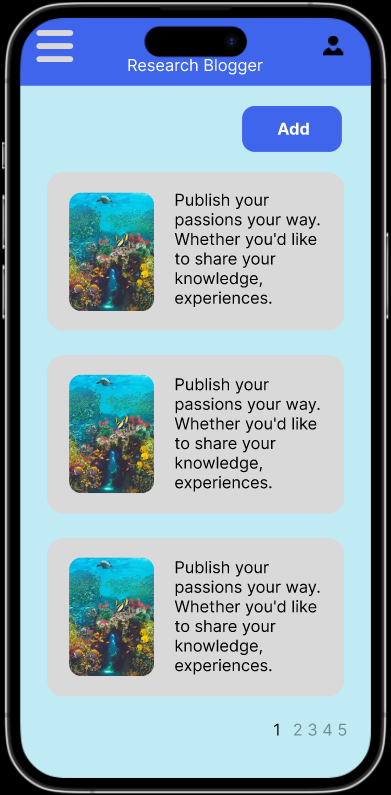 Research Blogger
Add
Publish your
passions your way.
Whether you'd like
to share your
knowledge,
experiences.
Publish your
passions your way.
Whether you'd like
to share your
knowledge,
experiences.
Publish your
passions your way.
Whether you'd like
to share your
knowledge,
experiences.
1 2 3 4 5